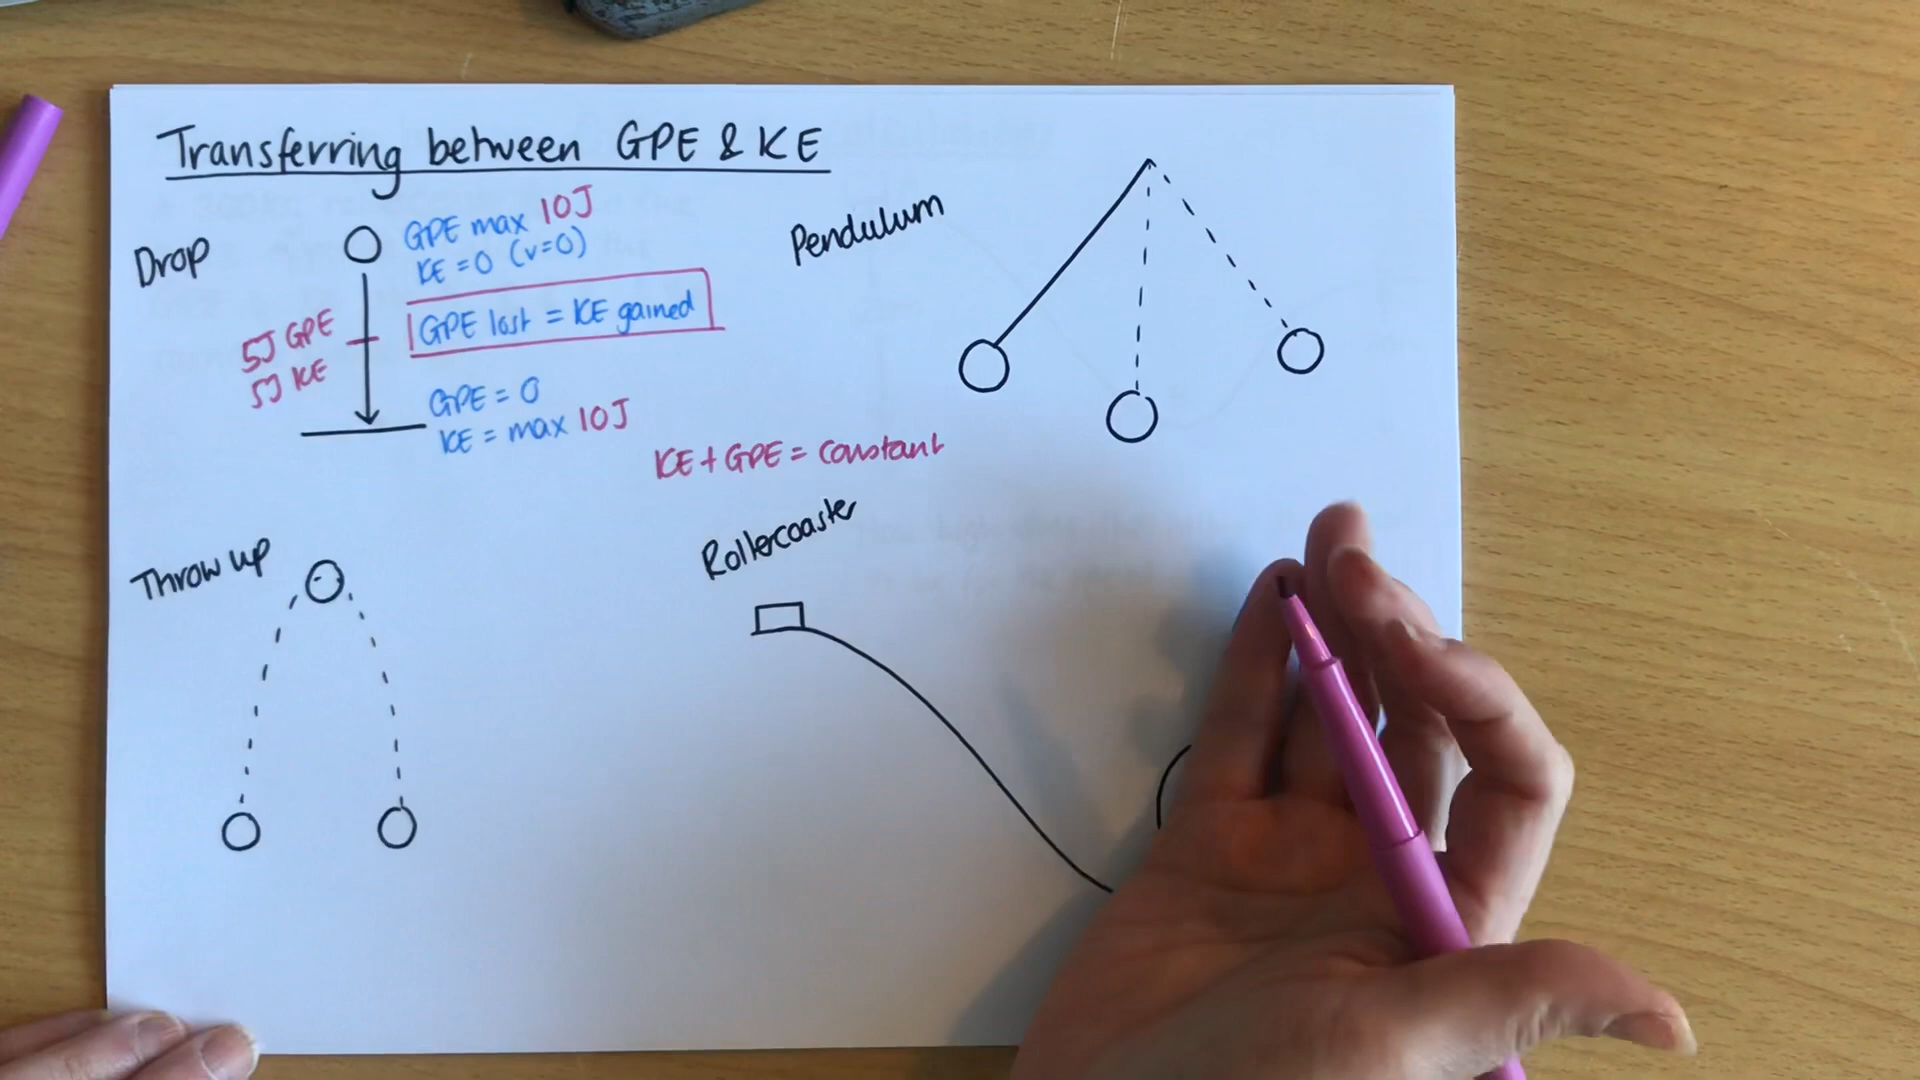 Transferring between GPE & KE
Drop
GPE max 10J
KE = 0 (v=0)
GPE lost = KE gained
5J GPE
5J KE
GPE = 0
KE = max 10J
Pendulum
KE + GPE = constant
Throw up
Rollercoaster